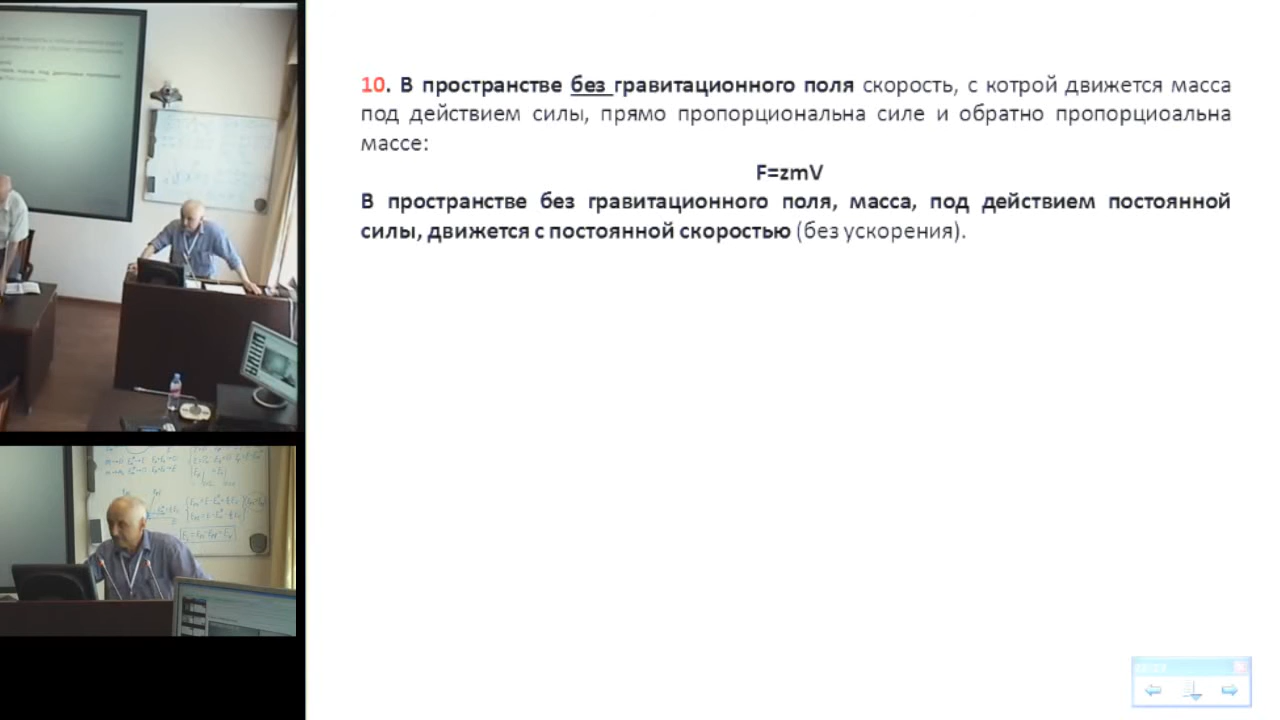 10. В пространстве без гравитационного поля скорость, с котрой движется масса
под действием силы, прямо пропорциональна силе и обратно пропорциоальна
массе:
F=zmV
В пространстве без гравитационного поля, масса, под действием постоянной
силы, движется с постоянной скоростью (без ускорения).